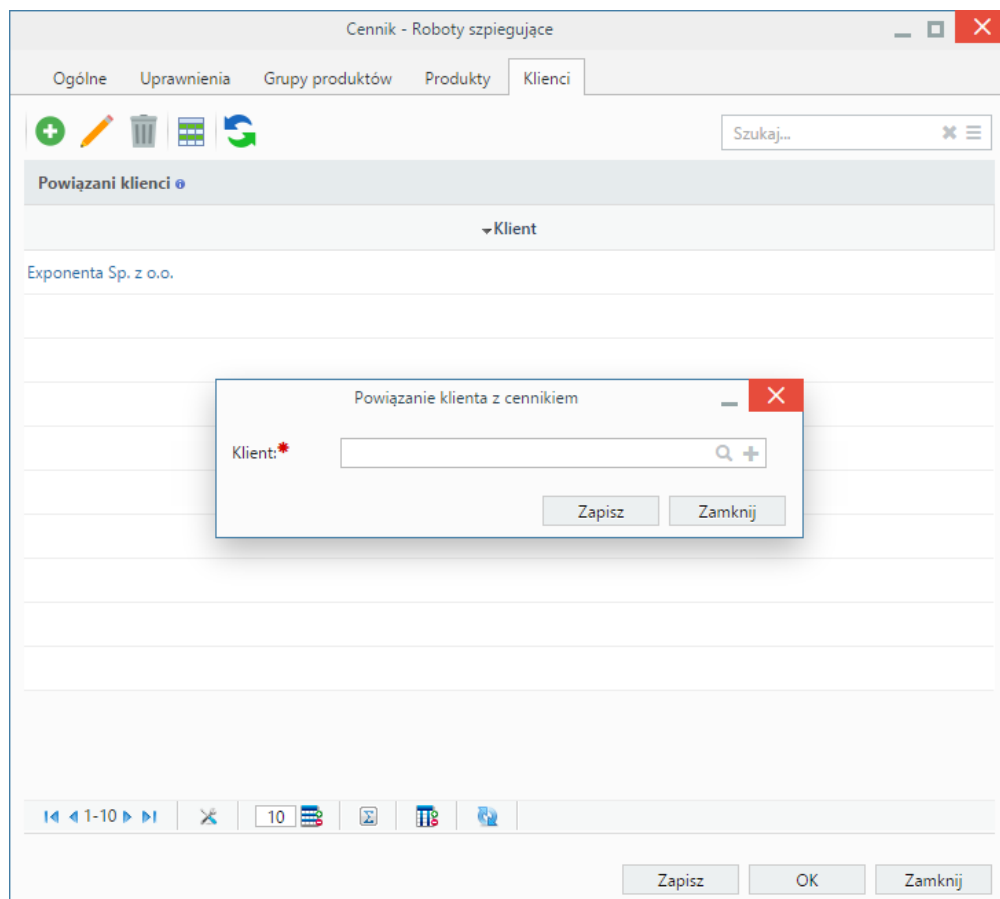 Cennik - Roboty szpiegujące
Ogólne Uprawnienia Grupy produktów Produkty Klienci
Szukaj...
Powiązani klienci
Klient
Exponenta Sp. z o.o.
Powiązanie klienta z cennikiem
Klient:
Zapisz Zamknij
1-10 10
Zapisz OK Zamknij